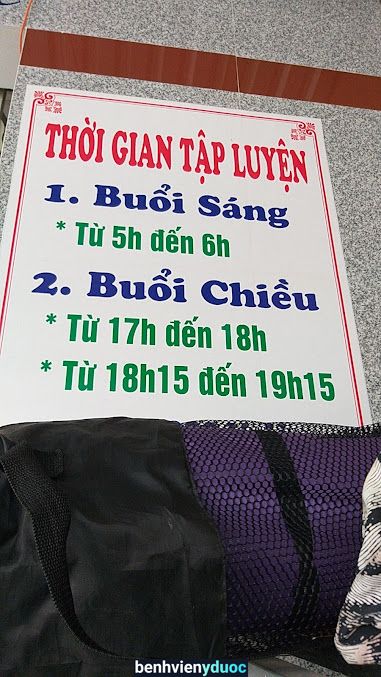 THỜI GIAN TẬP LUYỆN
1. Buổi Sáng
* Từ 5h đến 6h
2. Buổi Chiều
* Từ 17h đến 18h
* Từ 18h15 đến 19h15
benhvienyduoc